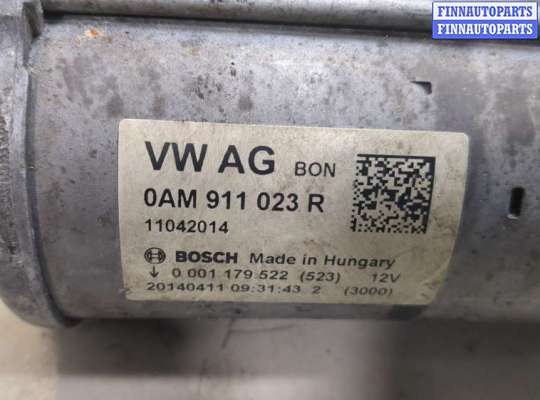 FINNAUTOPARTS
FINNAUTOPARTS
VW AG BON
0AM 911 023 R
11042014
BOSCH Made in Hungary
↓ 0 001 179 522 (523) 12V
20140411 09:31:43 2 (3000)